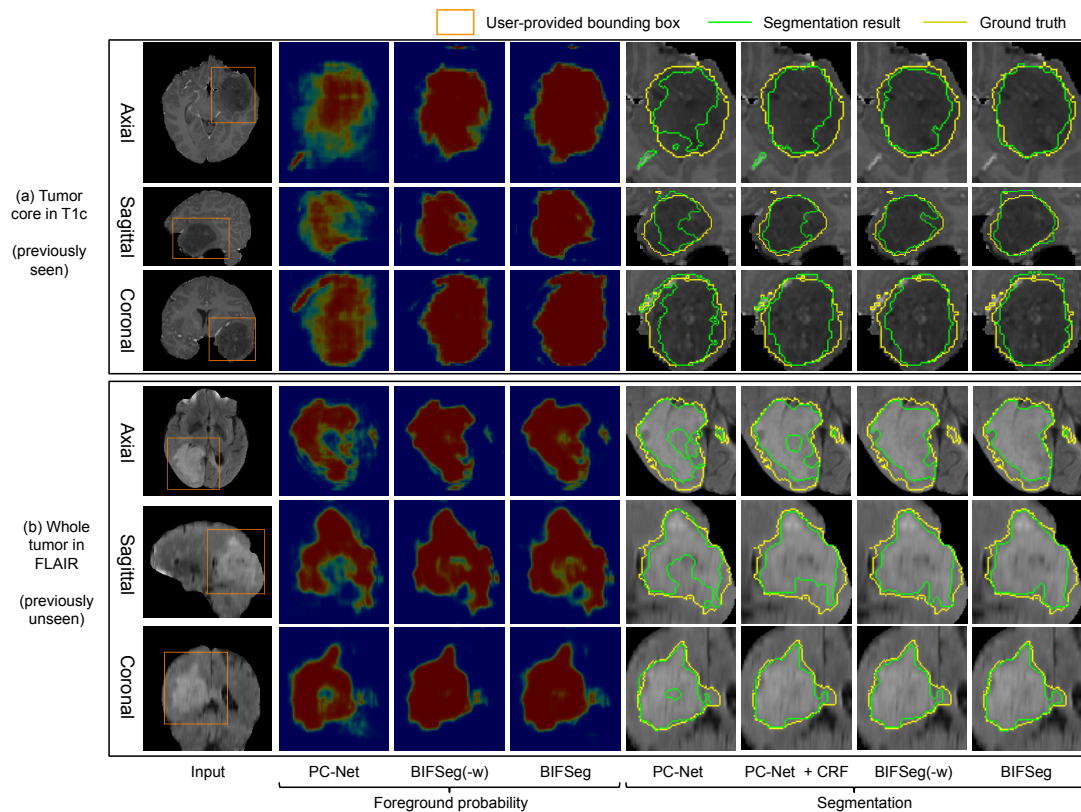 User-provided bounding box
Segmentation result
Ground truth
(a) Tumor
core in T1c
(previously
seen)
Axial
Sagittal
Coronal
(b) Whole
tumor in
FLAIR
(previously
unseen)
Axial
Sagittal
Coronal
Input
PC-Net
BIFSeg(-w)
BIFSeg
PC-Net
PC-Net + CRF
BIFSeg(-w)
BIFSeg
Foreground probability
Segmentation